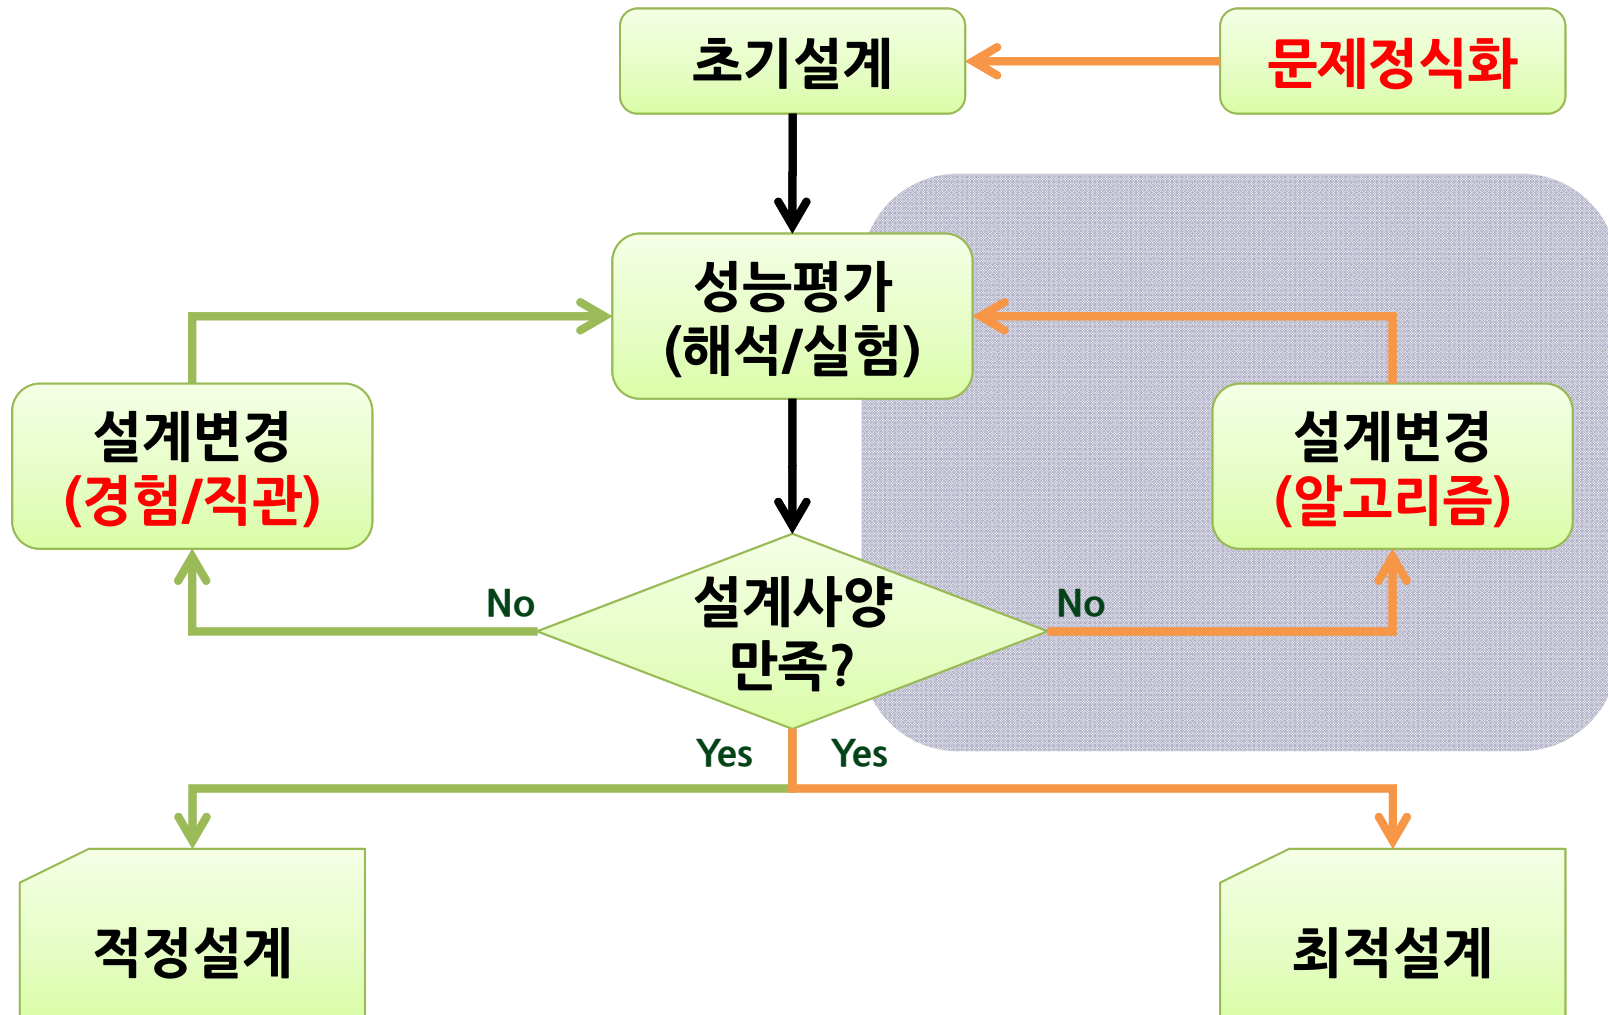 초기설계
문제정식화
성능평가
(해석/실험)
설계변경
(경험/직관)
설계변경
(알고리즘)
No
설계사양
만족?
No
Yes
Yes
적정설계
최적설계